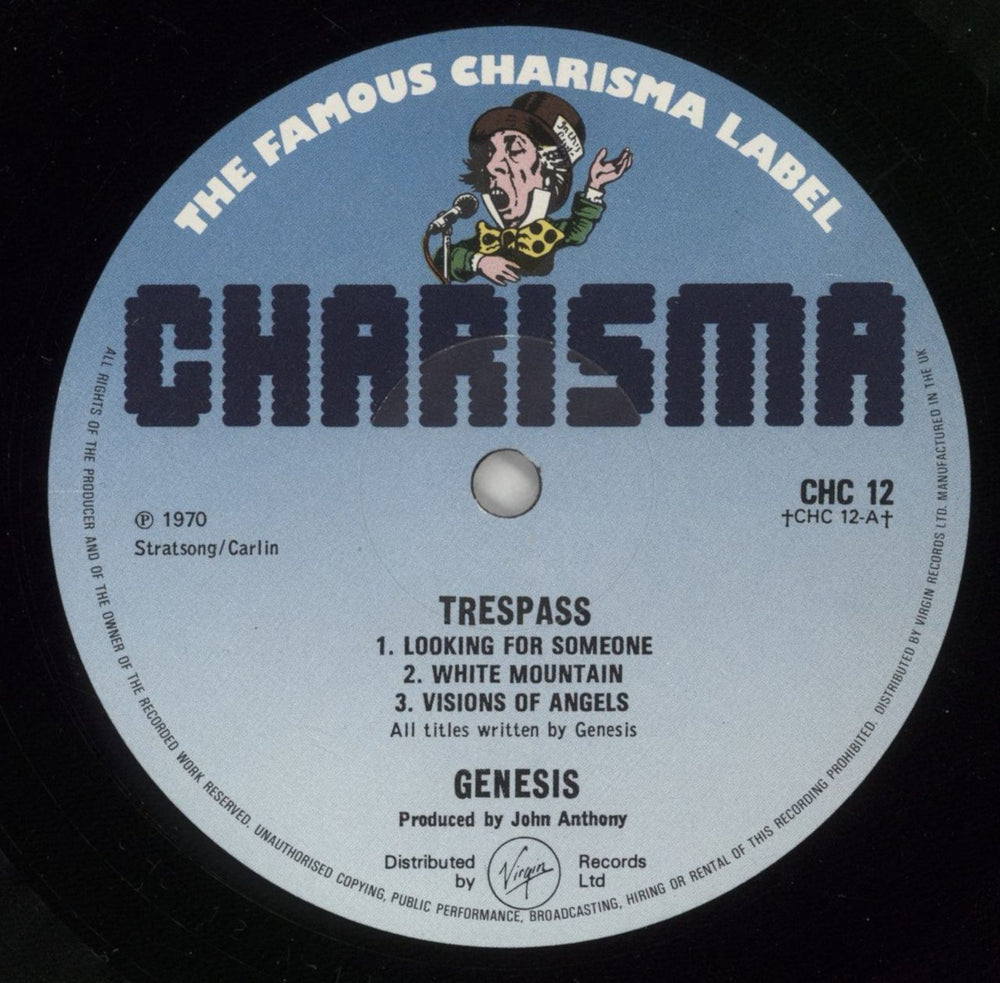 THE FAMOUS CHARISMA LABEL
CHARISMA
℗ 1970
Stratsong/Carlin
CHC 12
†CHC 12-A†
TRESPASS
1. LOOKING FOR SOMEONE
2. WHITE MOUNTAIN
3. VISIONS OF ANGELS
All titles written by Genesis
GENESIS
Produced by John Anthony
Distributed by
Virgin
Records Ltd
ALL RIGHTS OF THE PRODUCER AND OF THE OWNER OF THE RECORDED WORK RESERVED. UNAUTHORISED COPYING, PUBLIC PERFORMANCE, BROADCASTING, HIRING OR RENTAL OF THIS RECORDING PROHIBITED. DISTRIBUTED BY VIRGIN RECORDS LTD. MANUFACTURED IN THE UK